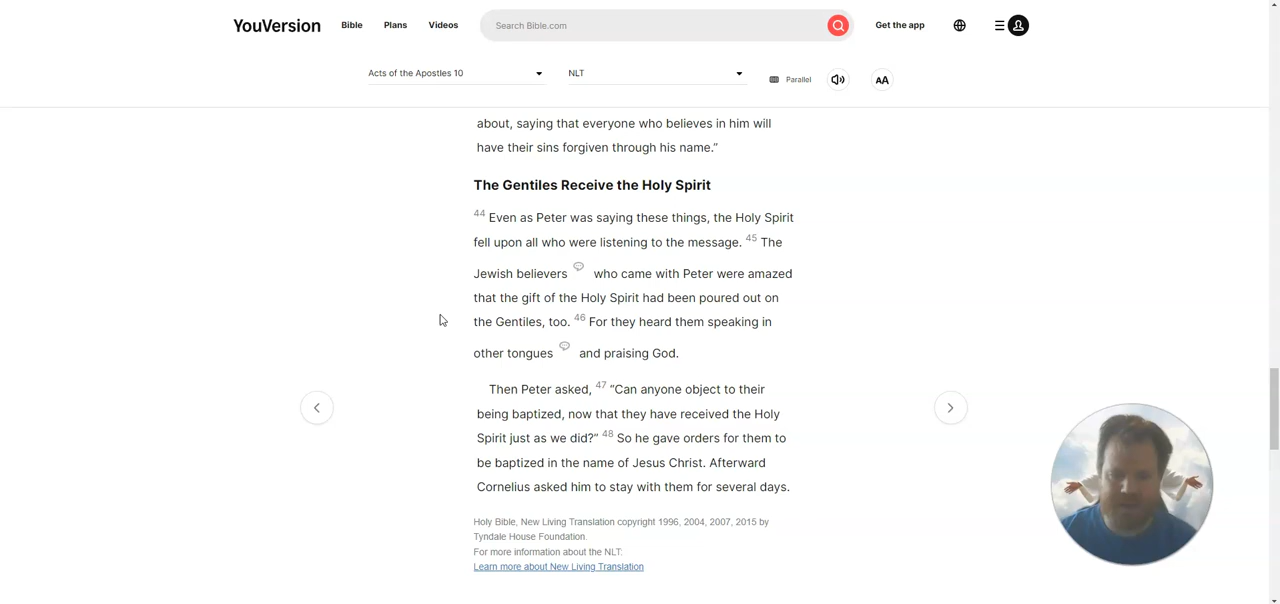 YouVersion Bible Plans Videos Search Bible.com Get the app
Acts of the Apostles 10 NLT Parallel AA
about, saying that everyone who believes in him will
have their sins forgiven through his name.”
The Gentiles Receive the Holy Spirit
44 Even as Peter was saying these things, the Holy Spirit
fell upon all who were listening to the message. 45 The
Jewish believers who came with Peter were amazed
that the gift of the Holy Spirit had been poured out on
the Gentiles, too. 46 For they heard them speaking in
other tongues and praising God.
Then Peter asked, 47 “Can anyone object to their
being baptized, now that they have received the Holy
Spirit just as we did?” 48 So he gave orders for them to
be baptized in the name of Jesus Christ. Afterward
Cornelius asked him to stay with them for several days.
Holy Bible, New Living Translation copyright 1996, 2004, 2007, 2015 by
Tyndale House Foundation.
For more information about the NLT:
Learn more about New Living Translation